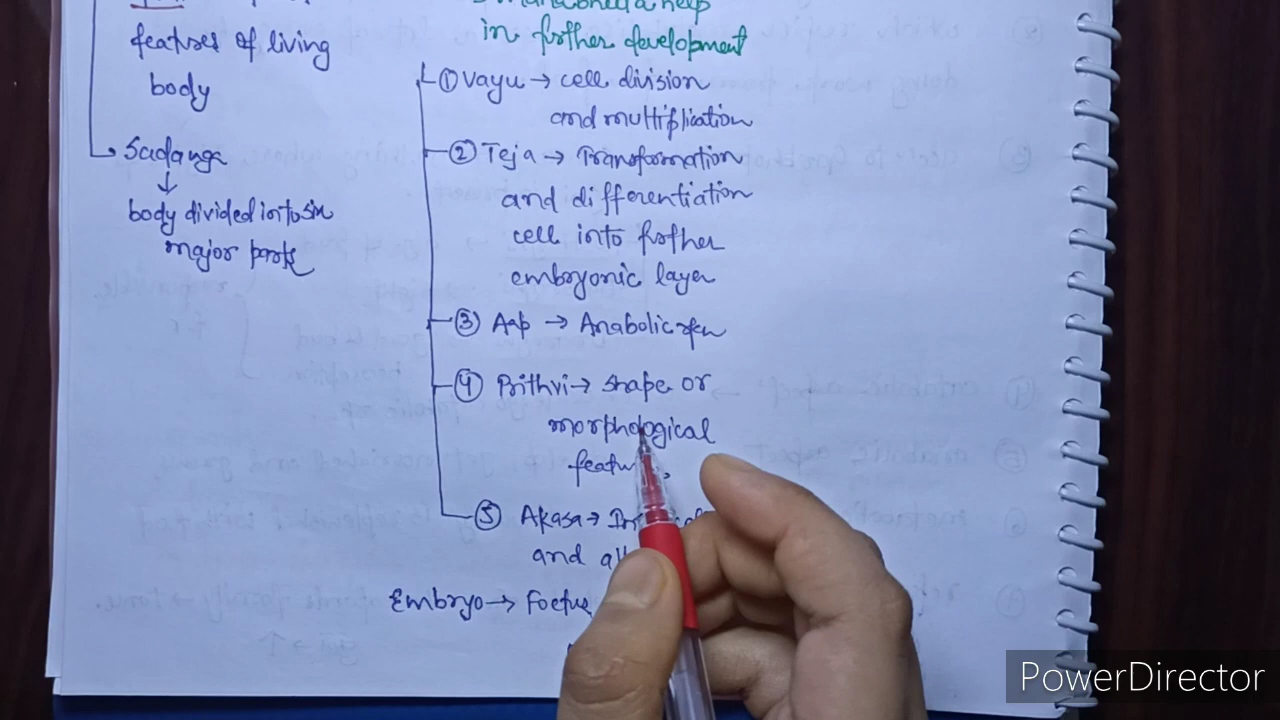 features of living
body
Sadanga
↓
body divided into six
major parts
help
in further development
① Vayu → cell division
and multiplication
② Teja → Transformation
and differentiation
cell into further
embryonic layer
③ Aap → Anabolic
④ Prithvi → shape or
morphological
⑤ Akasa →
and
Embryo → Foetus
PowerDirector